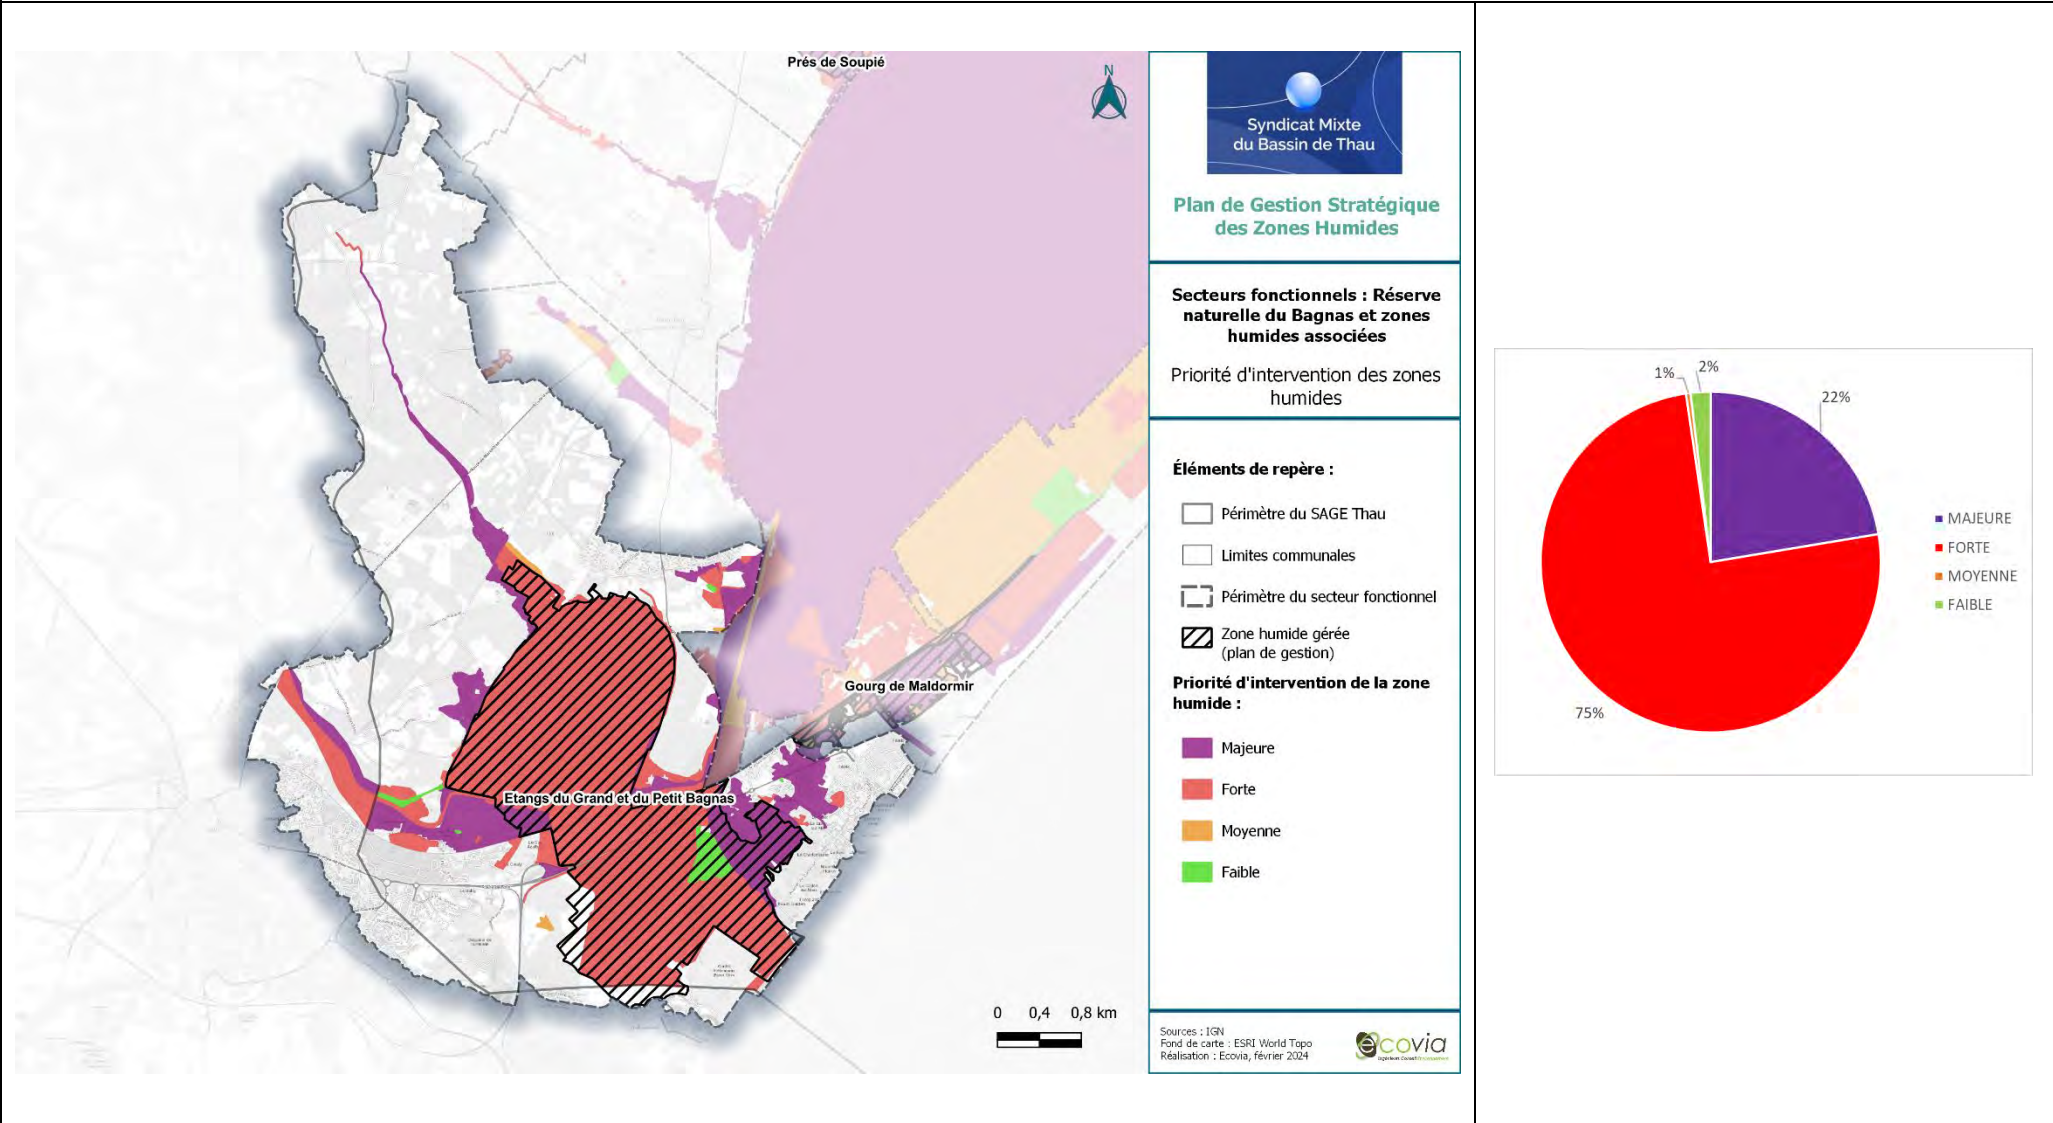 Prés de Soupié
N
Gourg de Maldormir
Etangs du Grand et du Petit Bagnas
0 0,4 0,8 km
Syndicat Mixte
du Bassin de Thau
Plan de Gestion Stratégique
des Zones Humides
Secteurs fonctionnels : Réserve
naturelle du Bagnas et zones
humides associées
Priorité d'intervention des zones
humides
Éléments de repère :
Périmètre du SAGE Thau
Limites communales
Périmètre du secteur fonctionnel
Zone humide gérée
(plan de gestion)
Priorité d'intervention de la zone
humide :
Majeure
Forte
Moyenne
Faible
Sources : IGN
Fond de carte : ESRI World Topo
Réalisation : Ecovia, février 2024
ecovia
1%
2%
22%
75%
MAJEURE
FORTE
MOYENNE
FAIBLE